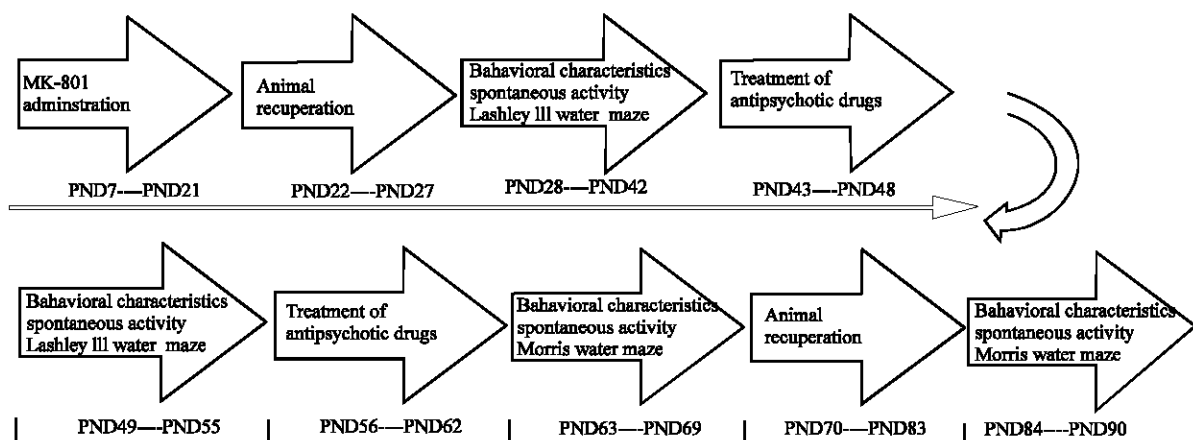 MK-801
adminstration
Animal
recuperation
Bahavioral characteristics
spontaneous activity
Lashley lll water maze
Treatment of
antipsychotic drugs
PND7----PND21
PND22----PND27
PND28----PND42
PND43----PND48
Bahavioral characteristics
spontaneous activity
Lashley lll water maze
Treatment of
antipsychotic drugs
Bahavioral characteristics
spontaneous activity
Morris water maze
Animal
recuperation
Bahavioral characteristics
spontaneous activity
Morris water maze
PND49----PND55
PND56----PND62
PND63----PND69
PND70----PND83
PND84----PND90